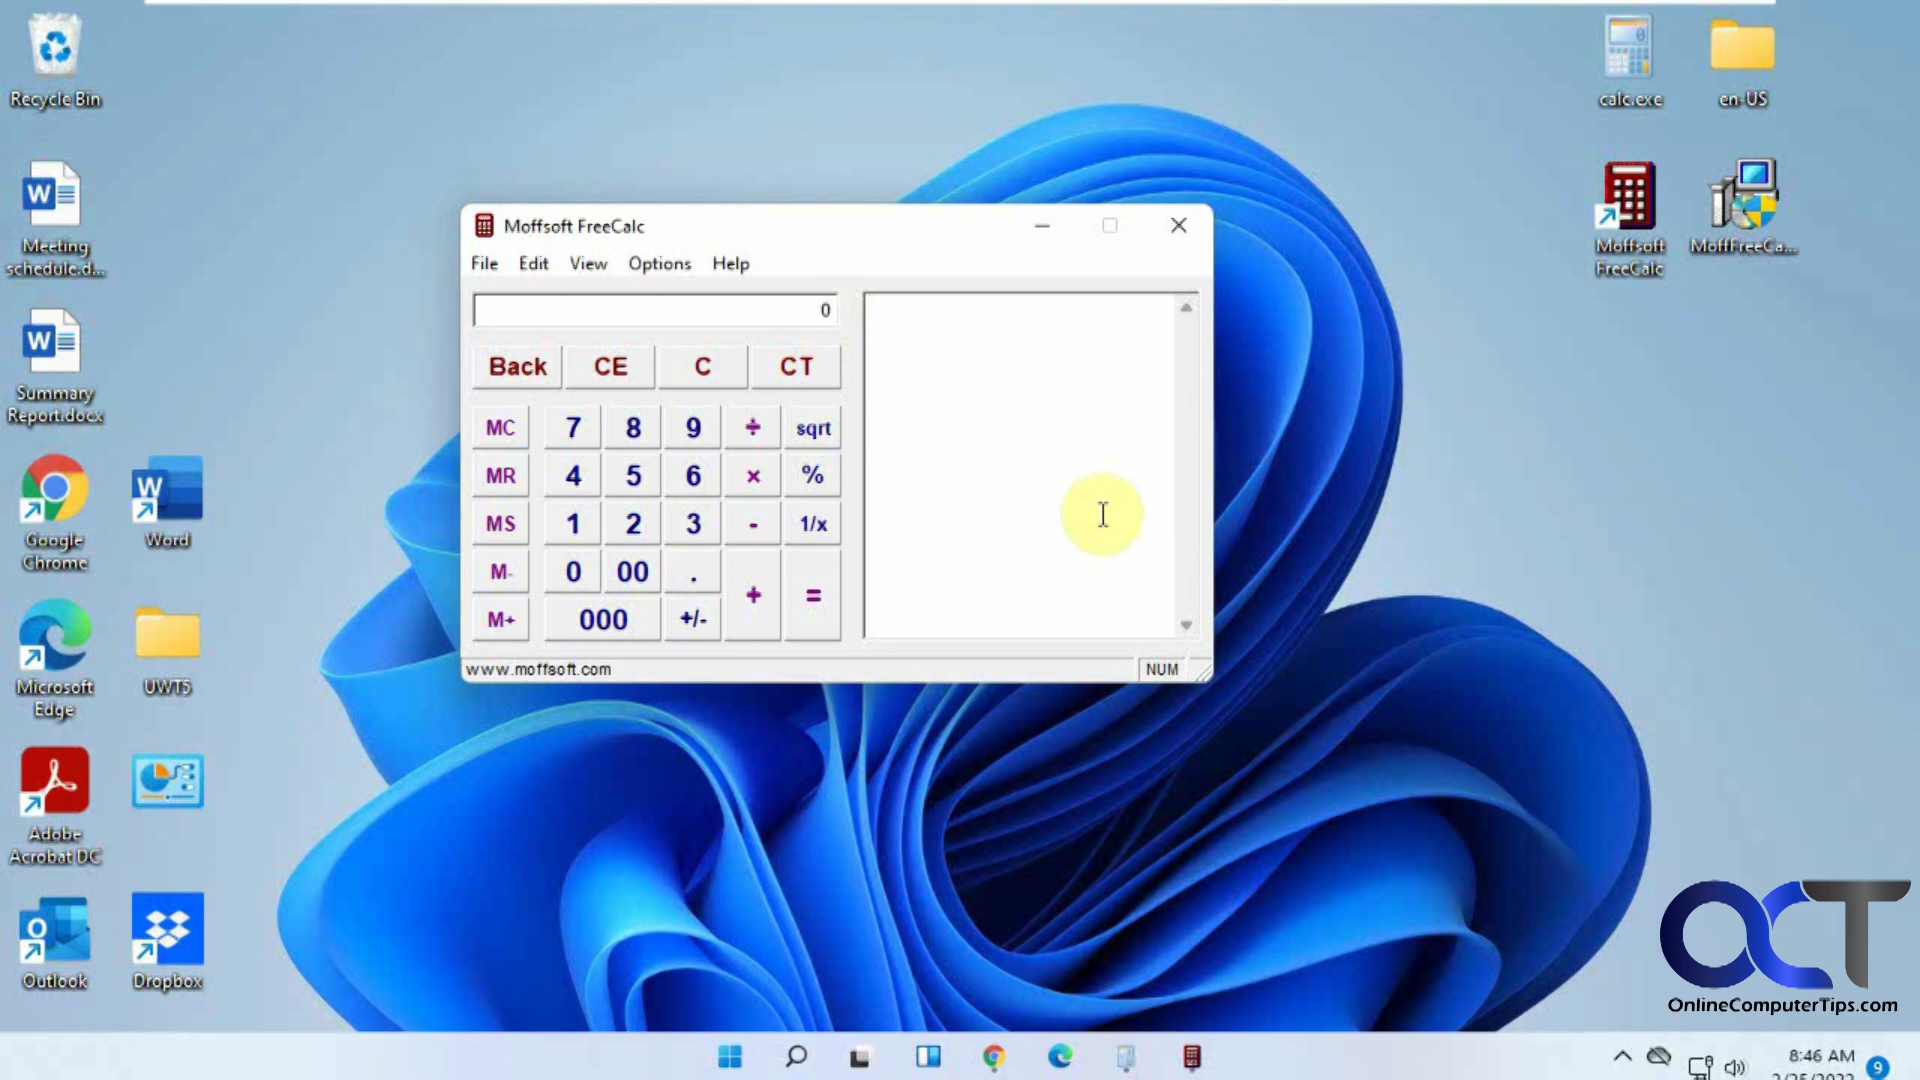 Recycle Bin
Meeting
schedule.d...
Summary
Report.docx
Google
Chrome
Word
Microsoft
Edge
UWT5
Adobe
Acrobat DC
Outlook
Dropbox
calc.exe
en-US
Moffsoft
FreeCalc
MoffFreeCa...
Moffsoft FreeCalc
File Edit View Options Help
0
Back CE C CT
MC 7 8 9 ÷ sqrt
MR 4 5 6 × %
MS 1 2 3 - 1/x
M- 0 00 . + =
M+ 000 +/-
www.moffsoft.com NUM
OCT
OnlineComputerTips.com
8:46 AM
9